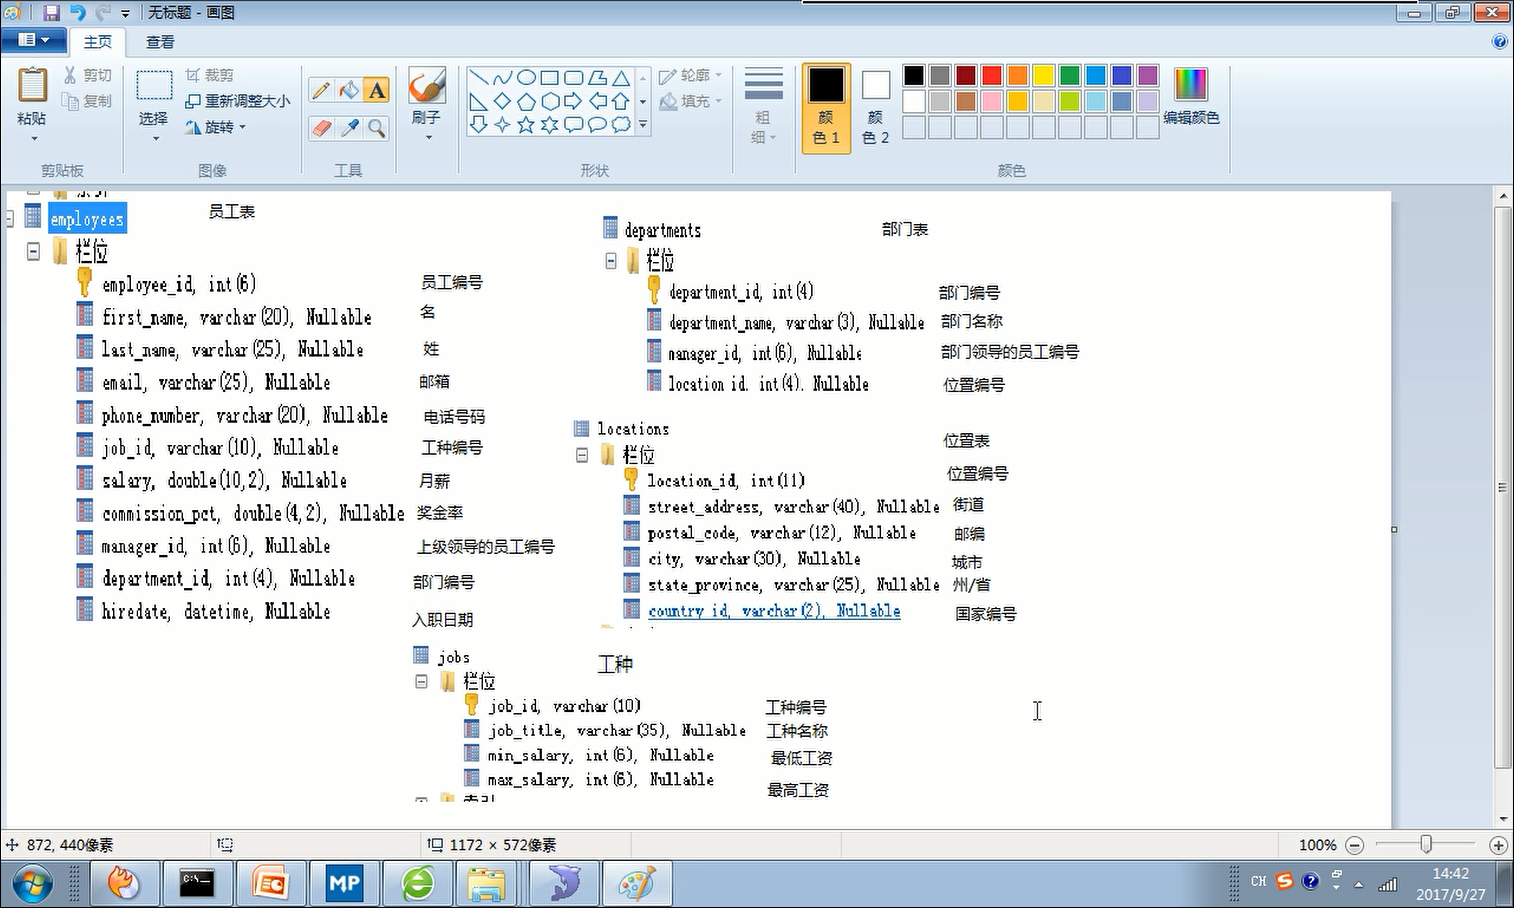 无标题 - 画图
主页 查看
粘贴
剪切
复制
剪贴板
选择
裁剪
重新调整大小
旋转
图像
A
工具
刷子
形状
轮廓
填充
粗细
颜色 1
颜色 2
编辑颜色
颜色
employees 员工表
栏位
employee_id, int(6) 员工编号
first_name, varchar(20), Nullable 名
last_name, varchar(25), Nullable 姓
email, varchar(25), Nullable 邮箱
phone_number, varchar(20), Nullable 电话号码
job_id, varchar(10), Nullable 工种编号
salary, double(10,2), Nullable 月薪
commission_pct, double(4,2), Nullable 奖金率
manager_id, int(6), Nullable 上级领导的员工编号
department_id, int(4), Nullable 部门编号
hiredate, datetime, Nullable 入职日期
departments 部门表
栏位
department_id, int(4) 部门编号
department_name, varchar(3), Nullable 部门名称
manager_id, int(6), Nullable 部门领导的员工编号
location_id, int(4), Nullable 位置编号
locations 位置表
栏位
location_id, int(11) 位置编号
street_address, varchar(40), Nullable 街道
postal_code, varchar(12), Nullable 邮编
city, varchar(30), Nullable 城市
state_province, varchar(25), Nullable 州/省
country_id, varchar(2), Nullable 国家编号
jobs 工种
栏位
job_id, varchar(10) 工种编号
job_title, varchar(35), Nullable 工种名称
min_salary, int(6), Nullable 最低工资
max_salary, int(6), Nullable 最高工资
索引
872, 440像素
1172 × 572像素
100%
C:\_
MP
CH
14:42
2017/9/27